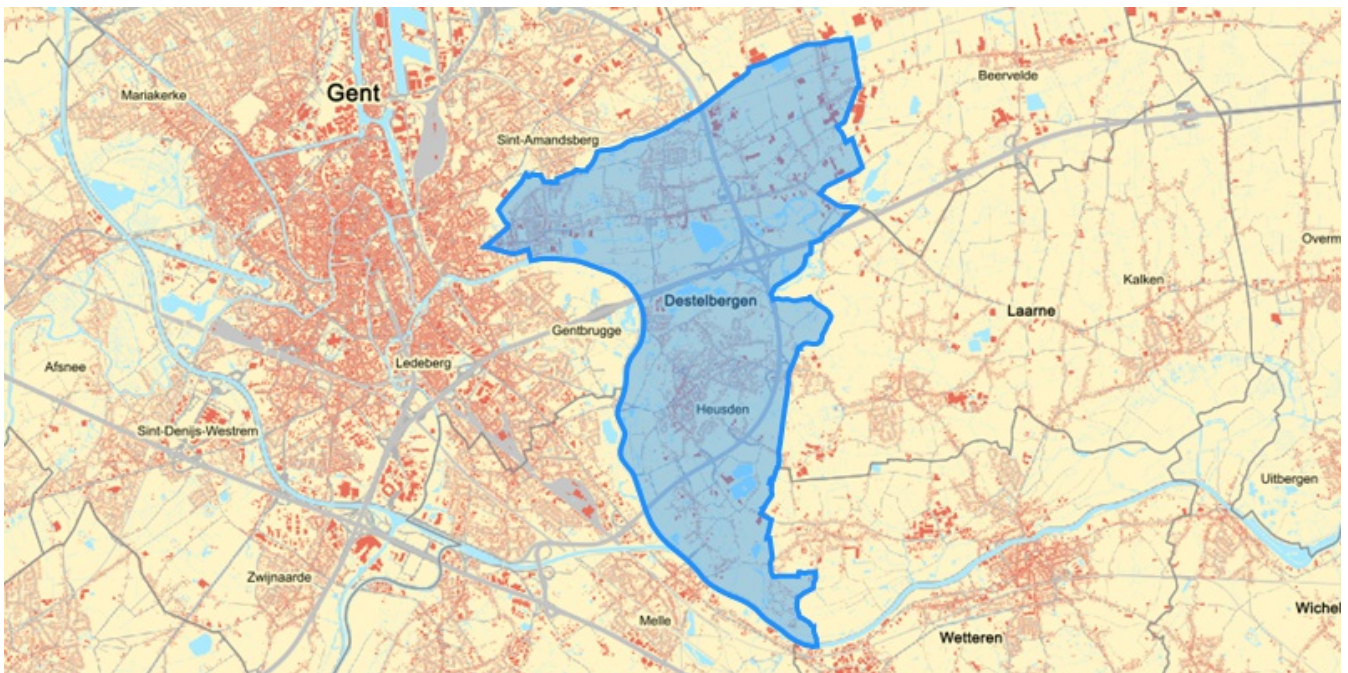 Beervelde
Gent
Mariakerke
Sint-Amandsberg
Overm
Kalken
Destelbergen
Laarne
Gentbrugge
Ledeberg
Afsnee
Heusden
Sint-Denijs-Westrem
Uitbergen
Zwijnaarde
Wichel
Melle
Wetteren